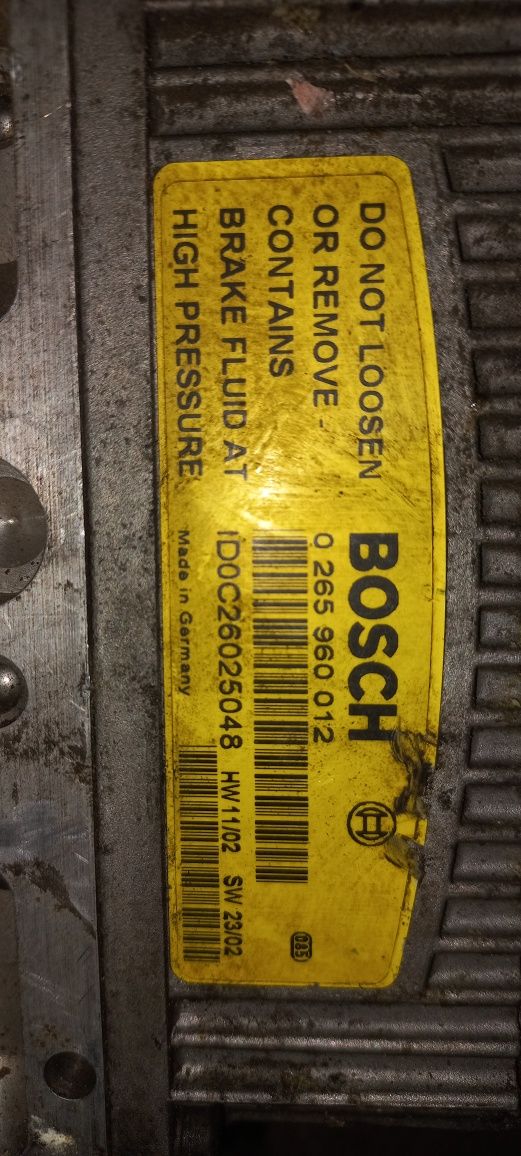 DO NOT LOOSEN
OR REMOVE -
CONTAINS
BRAKE FLUID AT
HIGH PRESSURE
BOSCH
0 265 960 012
ID0C26025048 HW11/02 SW 23/02
Made in Germany
085